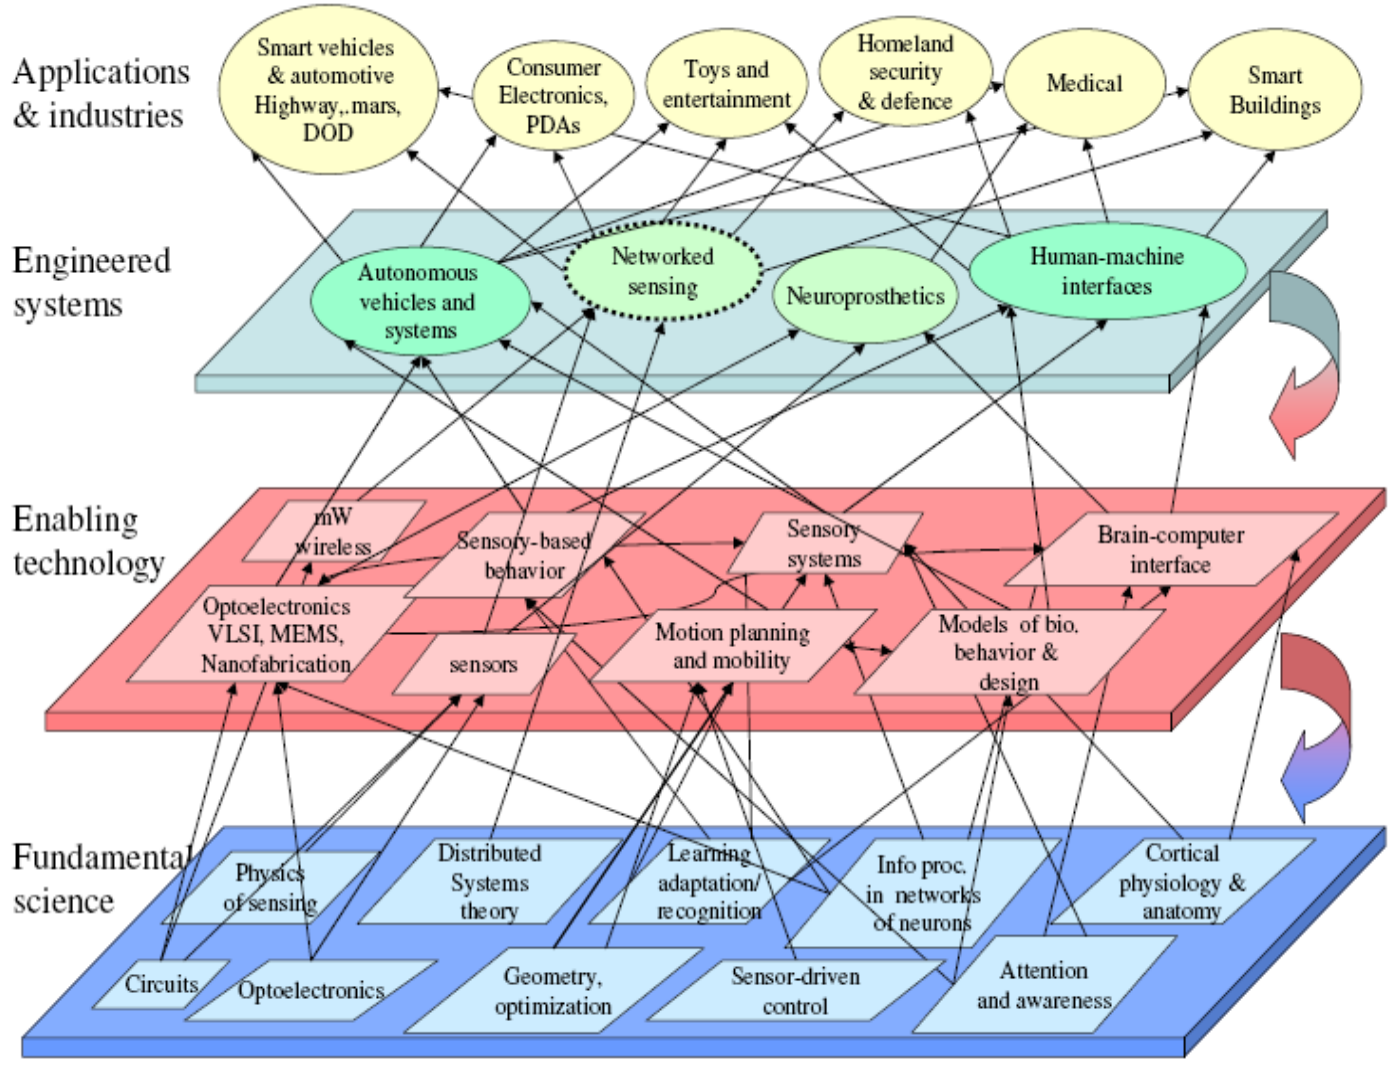 Applications
& industries
Smart vehicles
& automotive
Highway,.mars,
DOD
Consumer
Electronics,
PDAs
Toys and
entertainment
Homeland
security
& defence
Medical
Smart
Buildings
Engineered
systems
Autonomous
vehicles and
systems
Networked
sensing
Neuroprosthetics
Human-machine
interfaces
Enabling
technology
mW
wireless
Sensory-based
behavior
Sensory
systems
Brain-computer
interface
Optoelectronics
VLSI, MEMS,
Nanofabrication
sensors
Motion planning
and mobility
Models of bio.
behavior &
design
Fundamental
science
Physics
of sensing
Distributed
Systems
theory
Learning
adaptation/
recognition
Info proc.
in networks
of neurons
Cortical
physiology &
anatomy
Circuits
Optoelectronics
Geometry,
optimization
Sensor-driven
control
Attention
and awareness